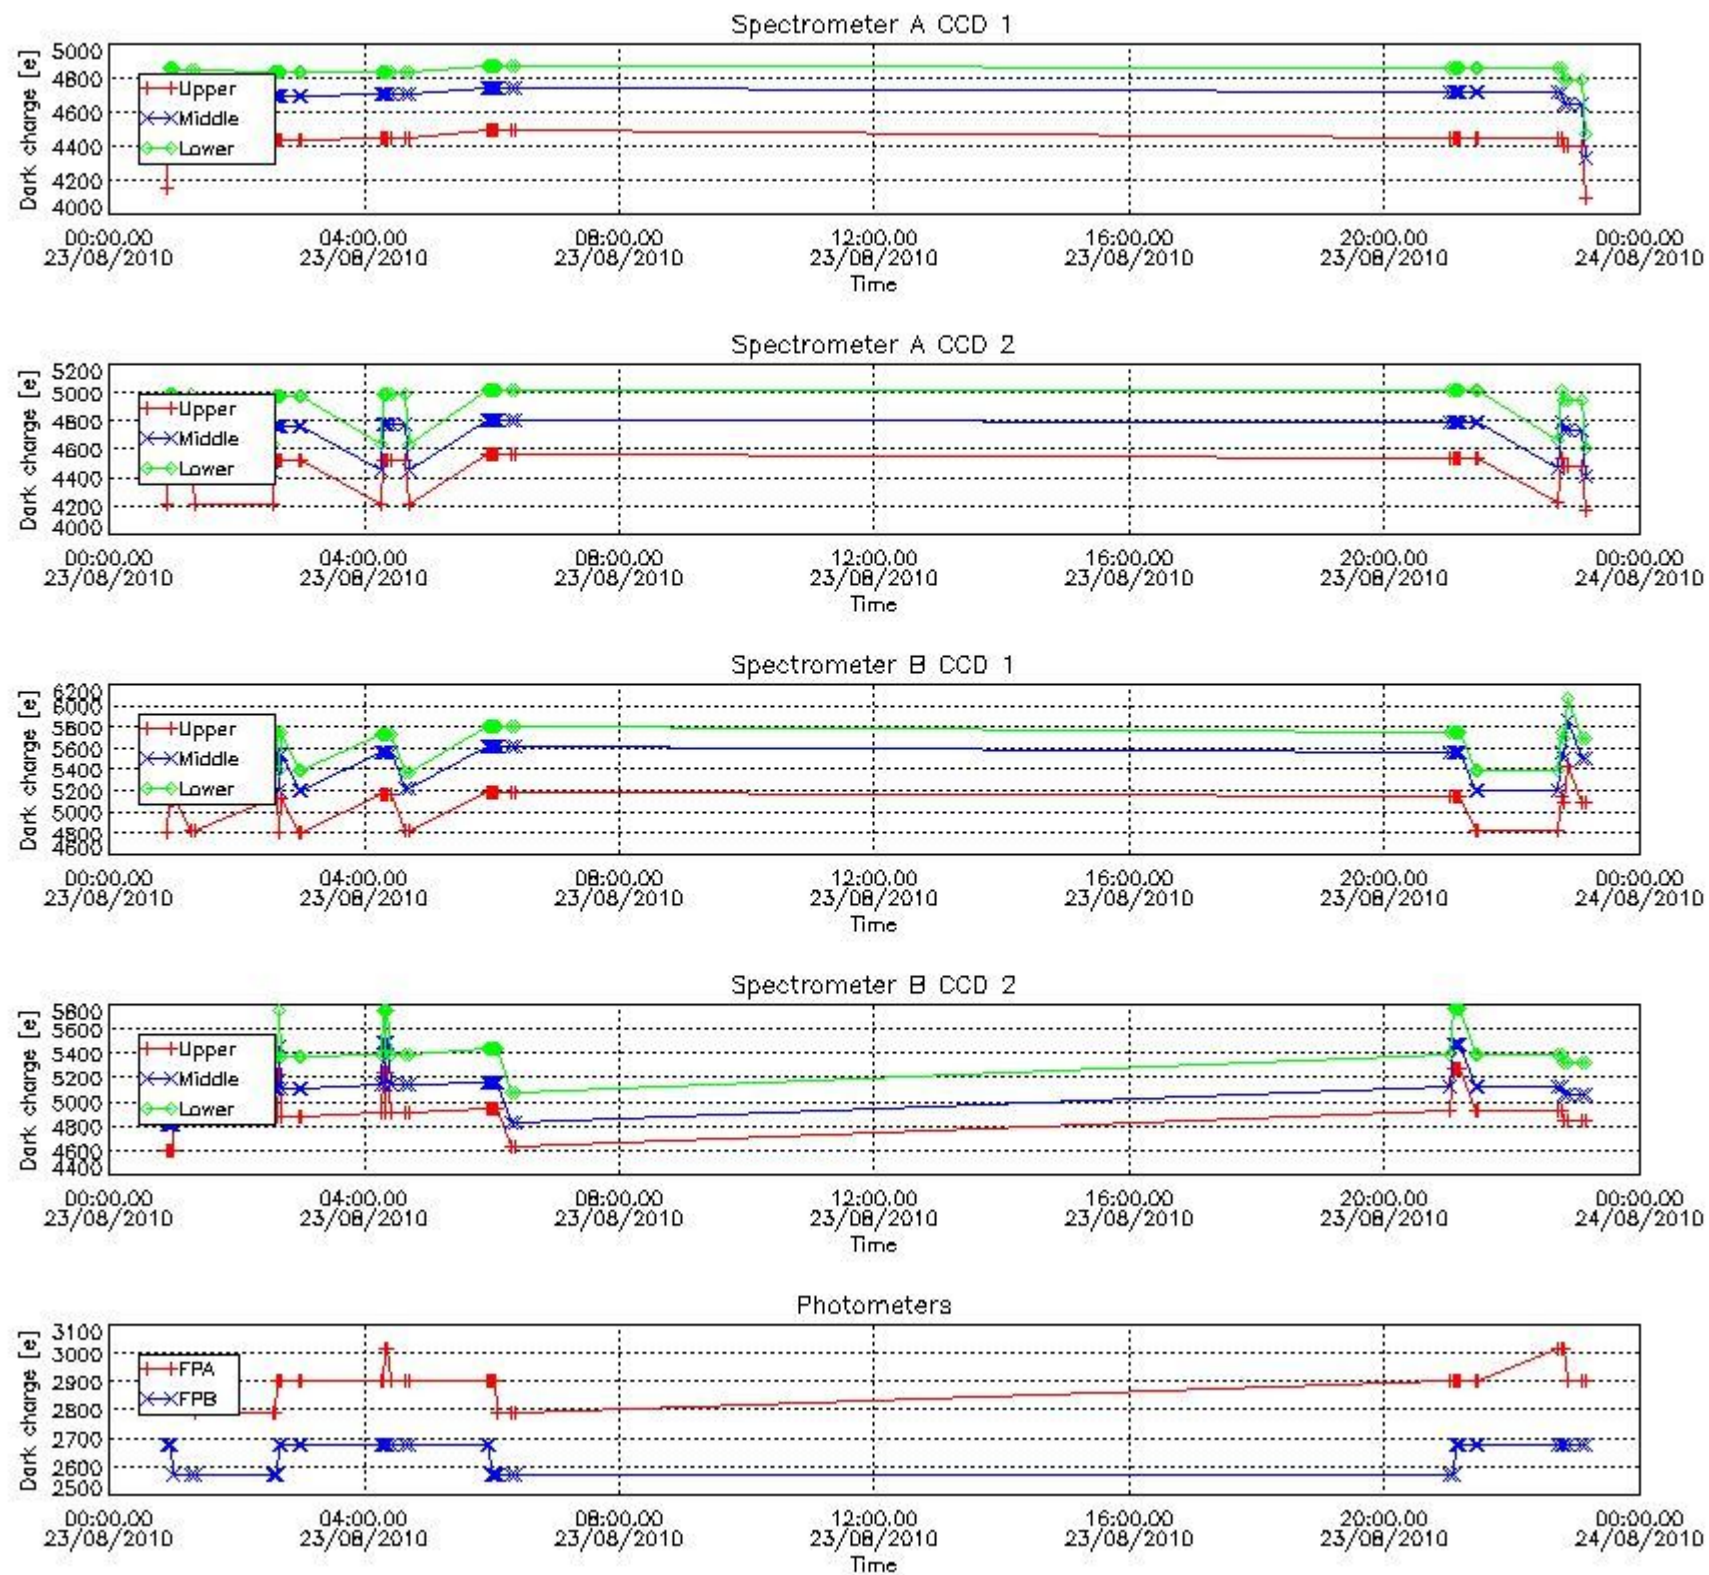 Spectrometer A CCD 1
Dark charge [e]
5000
4800
4600
4400
4200
4000
Upper
Middle
Lower
00:00.00 04:00.00 08:00.00 12:00.00 16:00.00 20:00.00 00:00.00
23/08/2010 23/08/2010 23/08/2010 23/08/2010 23/08/2010 23/08/2010 24/08/2010
Time
Spectrometer A CCD 2
Dark charge [e]
5200
5000
4800
4600
4400
4200
4000
Upper
Middle
Lower
00:00.00 04:00.00 08:00.00 12:00.00 16:00.00 20:00.00 00:00.00
23/08/2010 23/08/2010 23/08/2010 23/08/2010 23/08/2010 23/08/2010 24/08/2010
Time
Spectrometer B CCD 1
Dark charge [e]
6200
6000
5800
5600
5400
5200
5000
4800
4600
Upper
Middle
Lower
00:00.00 04:00.00 08:00.00 12:00.00 16:00.00 20:00.00 00:00.00
23/08/2010 23/08/2010 23/08/2010 23/08/2010 23/08/2010 23/08/2010 24/08/2010
Time
Spectrometer B CCD 2
Dark charge [e]
5800
5600
5400
5200
5000
4800
4600
4400
Upper
Middle
Lower
00:00.00 04:00.00 08:00.00 12:00.00 16:00.00 20:00.00 00:00.00
23/08/2010 23/08/2010 23/08/2010 23/08/2010 23/08/2010 23/08/2010 24/08/2010
Time
Photometers
Dark charge [e]
3100
3000
2900
2800
2700
2600
2500
FPA
FPB
00:00.00 04:00.00 08:00.00 12:00.00 16:00.00 20:00.00 00:00.00
23/08/2010 23/08/2010 23/08/2010 23/08/2010 23/08/2010 23/08/2010 24/08/2010
Time